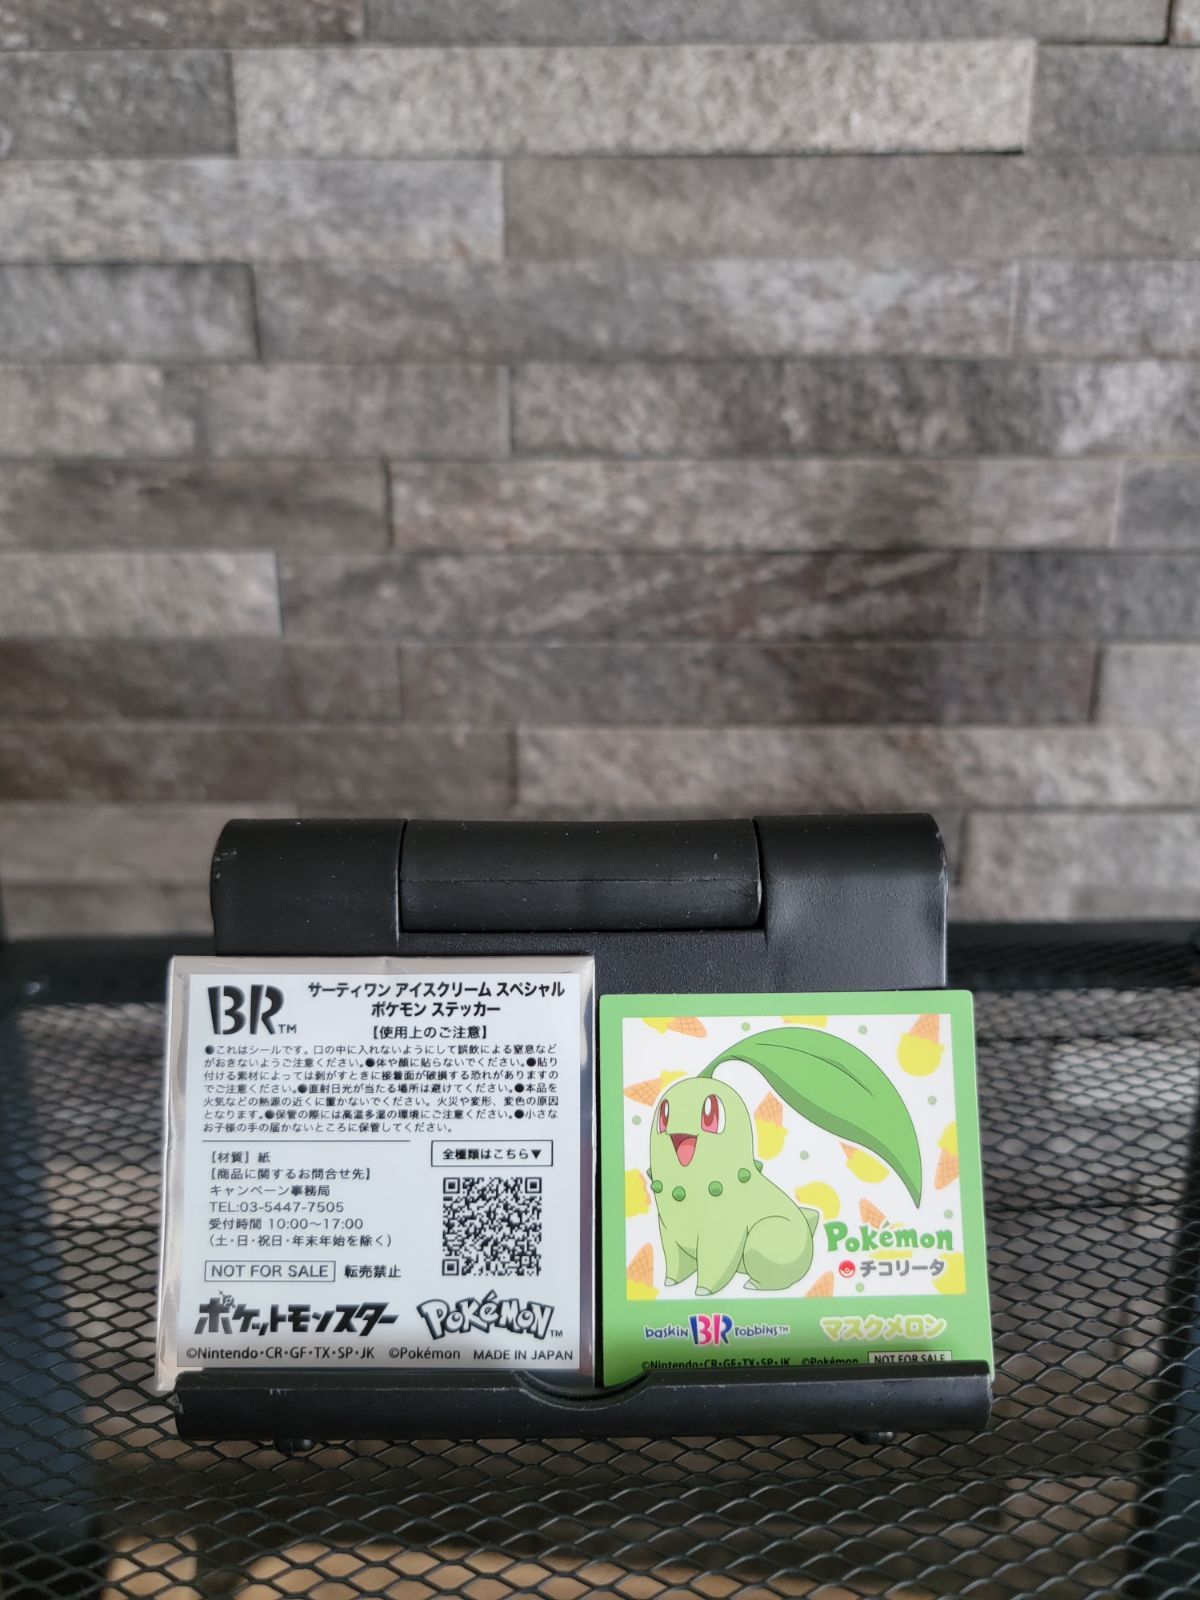 BR™
サーティワン アイスクリーム スペシャル
ポケモン ステッカー
【使用上のご注意】
●これはシールです。口の中に入れないようにして誤飲による窒息など
がおきないようご注意ください。●体や顔に貼らないでください。●貼り
付ける素材によっては剥がすときに接着面が破損する恐れがありますの
でご注意ください。●直射日光が当たる場所は避けてください。●本品を
火気などの熱源の近くに置かないでください。火災や変形、変色の原因
となります。●保管の際には高温多湿の環境にご注意ください。●小さな
お子様の手の届かないところに保管してください。
【材質】紙
【商品に関するお問合せ先】
キャンペーン事務局
TEL:03-5447-7505
受付時間 10:00〜17:00
（土・日・祝日・年末年始を除く）
全種類はこちら▼
NOT FOR SALE 転売禁止
ポケットモンスター POKéMON™
©Nintendo・CR・GF・TX・SP・JK ©Pokémon MADE IN JAPAN
Pokémon
チコリータ
baskin BR robbins™ マスクメロン
©Nintendo・CR・GF・TX・SP・JK ©Pokémon NOT FOR SALE